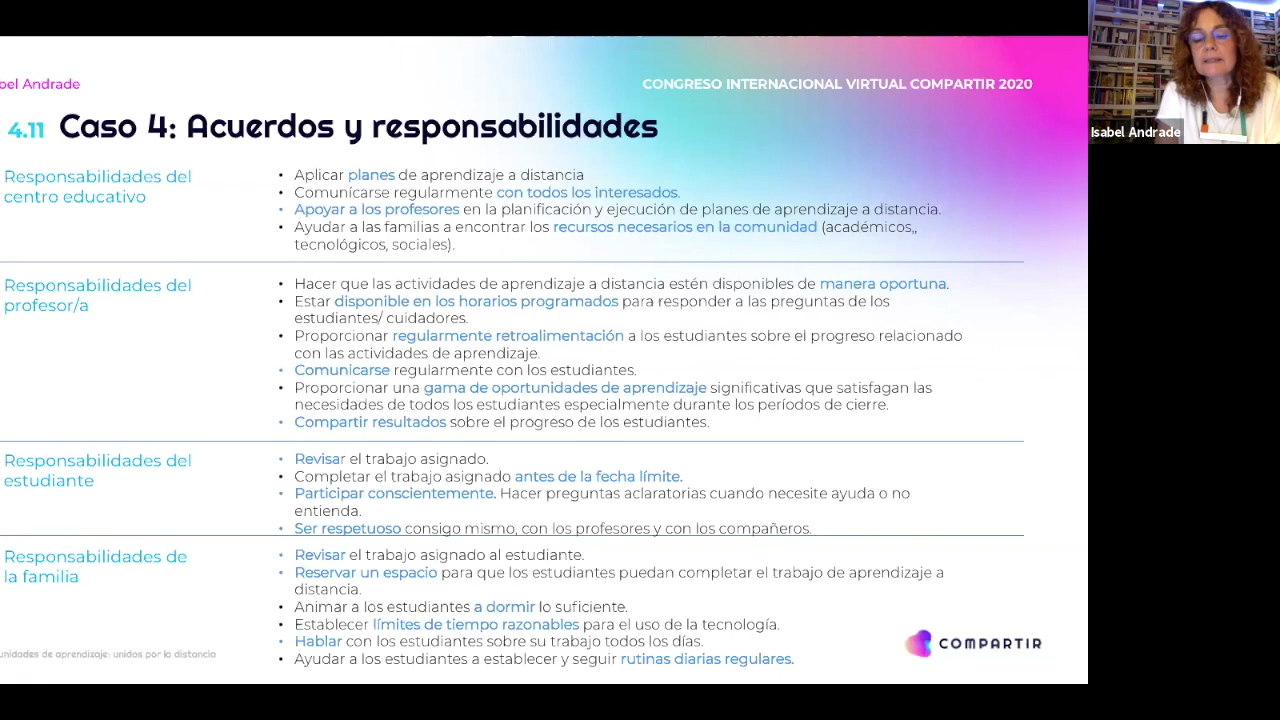 bel Andrade
CONGRESO INTERNACIONAL VIRTUAL COMPARTIR 2020
4.11 Caso 4: Acuerdos y responsabilidades
Responsabilidades del
centro educativo
• Aplicar planes de aprendizaje a distancia
• Comunícarse regularmente con todos los interesados.
• Apoyar a los profesores en la planificación y ejecución de planes de aprendizaje a distancia.
• Ayudar a las familias a encontrar los recursos necesarios en la comunidad (académicos,,
tecnológicos, sociales).
Responsabilidades del
profesor/a
• Hacer que las actividades de aprendizaje a distancia estén disponibles de manera oportuna.
• Estar disponible en los horarios programados para responder a las preguntas de los
estudiantes/ cuidadores.
• Proporcionar regularmente retroalimentación a los estudiantes sobre el progreso relacionado
con las actividades de aprendizaje.
• Comunicarse regularmente con los estudiantes.
• Proporcionar una gama de oportunidades de aprendizaje significativas que satisfagan las
necesidades de todos los estudiantes especialmente durante los períodos de cierre.
• Compartir resultados sobre el progreso de los estudiantes.
Responsabilidades del
estudiante
• Revisar el trabajo asignado.
• Completar el trabajo asignado antes de la fecha límite.
• Participar conscientemente. Hacer preguntas aclaratorias cuando necesite ayuda o no
entienda.
• Ser respetuoso consigo mismo, con los profesores y con los compañeros.
Responsabilidades de
la familia
• Revisar el trabajo asignado al estudiante.
• Reservar un espacio para que los estudiantes puedan completar el trabajo de aprendizaje a
distancia.
• Animar a los estudiantes a dormir lo suficiente.
• Establecer límites de tiempo razonables para el uso de la tecnología.
• Hablar con los estudiantes sobre su trabajo todos los días.
• Ayudar a los estudiantes a establecer y seguir rutinas diarias regulares.
unidades de aprendizaje: unidos por la distancia
COMPARTIR
Isabel Andrade